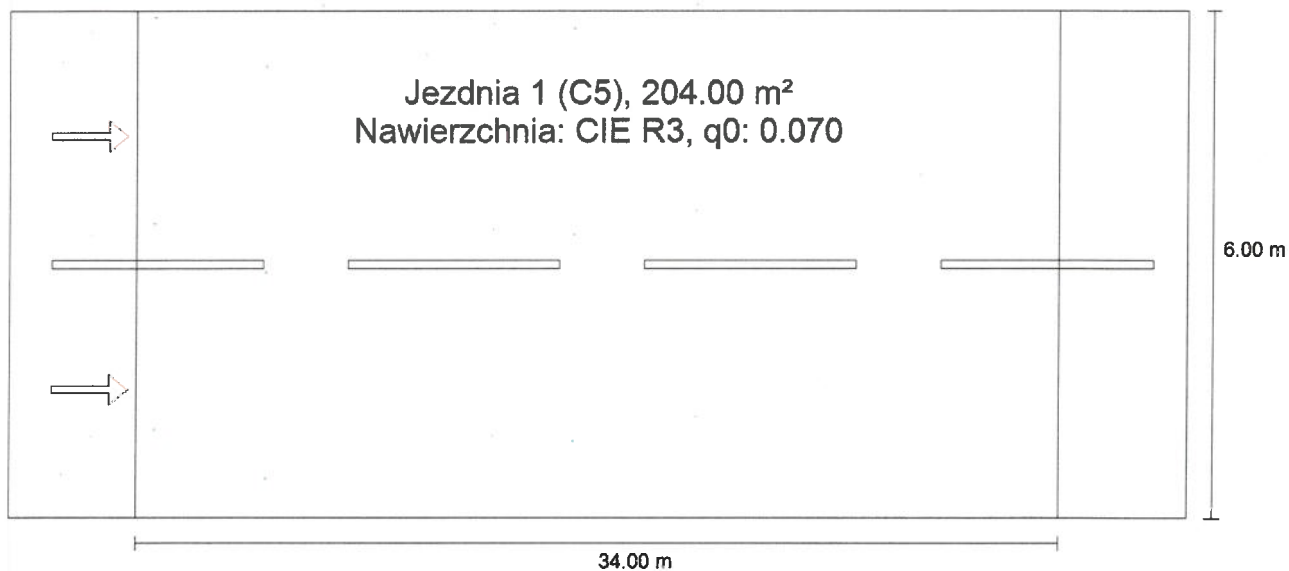 Jezdnia 1 (C5), 204.00 m²
Nawierzchnia: CIE R3, q0: 0.070
6.00 m
34.00 m